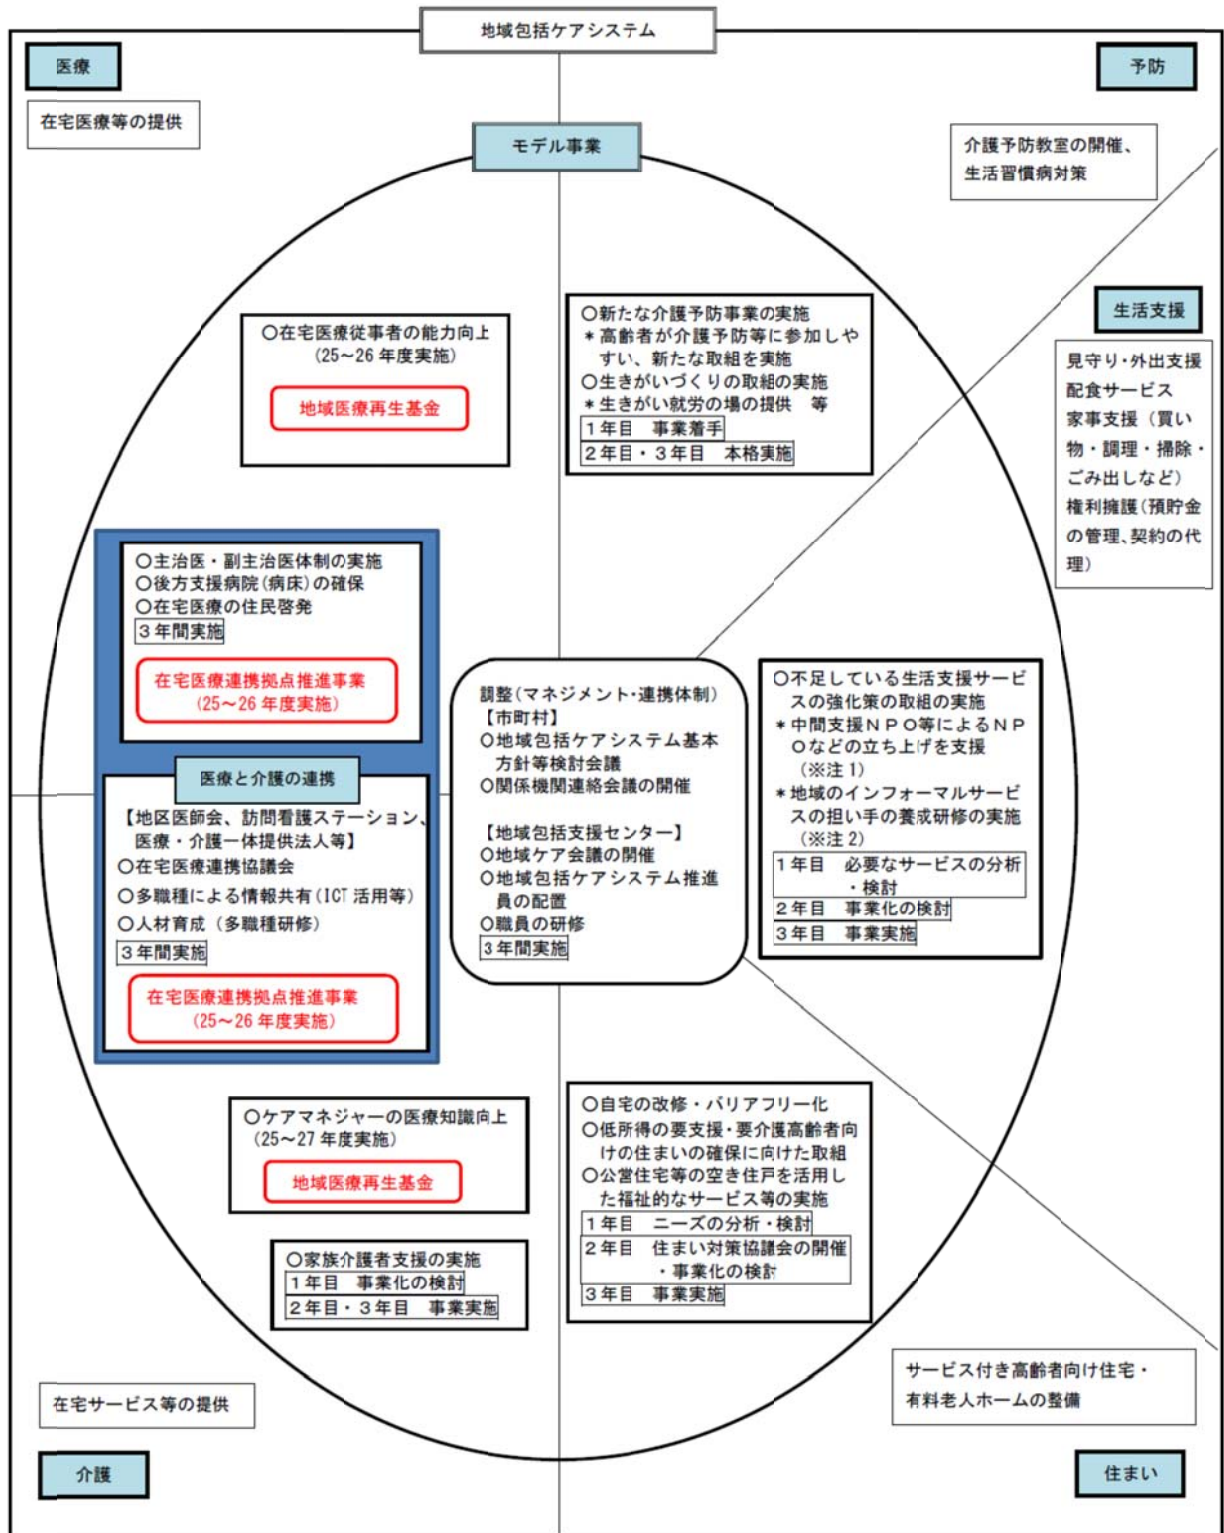 地域包括ケアシステム
医療
予防
在宅医療等の提供
モデル事業
介護予防教室の開催、
生活習慣病対策
生活支援
見守り・外出支援
配食サービス
家事支援（買い
物・調理・掃除・
ごみ出しなど）
権利擁護(預貯金
の管理、契約の代
理)
○在宅医療従事者の能力向上
(25～26 年度実施)
地域医療再生基金
○新たな介護予防事業の実施
＊高齢者が介護予防等に参加しや
すい、新たな取組を実施
○生きがいづくりの取組の実施
＊生きがい就労の場の提供　等
１年目　事業着手
２年目・３年目　本格実施
○主治医・副主治医体制の実施
○後方支援病院(病床)の確保
○在宅医療の住民啓発
３年間実施
在宅医療連携拠点推進事業
(25～26 年度実施)
医療と介護の連携
【地区医師会、訪問看護ステーション、
医療・介護一体提供法人等】
○在宅医療連携協議会
○多職種による情報共有(ICT 活用等)
○人材育成（多職種研修）
３年間実施
在宅医療連携拠点推進事業
(25～26 年度実施)
調整(マネジメント・連携体制)
【市町村】
○地域包括ケアシステム基本
方針等検討会議
○関係機関連絡会議の開催
【地域包括支援センター】
○地域ケア会議の開催
○地域包括ケアシステム推進
員の配置
○職員の研修
３年間実施
○不足している生活支援サービ
スの強化策の取組の実施
＊中間支援ＮＰＯ等によるＮＰ
Ｏなどの立ち上げを支援
（※注１）
＊地域のインフォーマルサービ
スの担い手の養成研修の実施
（※注２）
１年目　必要なサービスの分析
・検討
２年目　事業化の検討
３年目　事業実施
○ケアマネジャーの医療知識向上
(25～27 年度実施)
地域医療再生基金
○家族介護者支援の実施
１年目　事業化の検討
２年目・３年目　事業実施
○自宅の改修・バリアフリー化
○低所得の要支援・要介護高齢者向
けの住まいの確保に向けた取組
○公営住宅等の空き住戸を活用し
た福祉的なサービス等の実施
１年目　ニーズの分析・検討
２年目　住まい対策協議会の開催
・事業化の検討
３年目　事業実施
在宅サービス等の提供
介護
サービス付き高齢者向け住宅・
有料老人ホームの整備
住まい